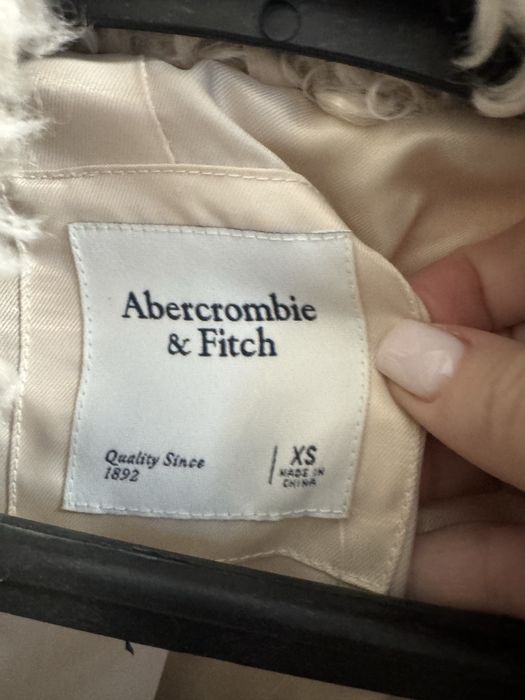 Abercrombie
& Fitch
Quality Since
1892
XS
MADE IN
CHINA